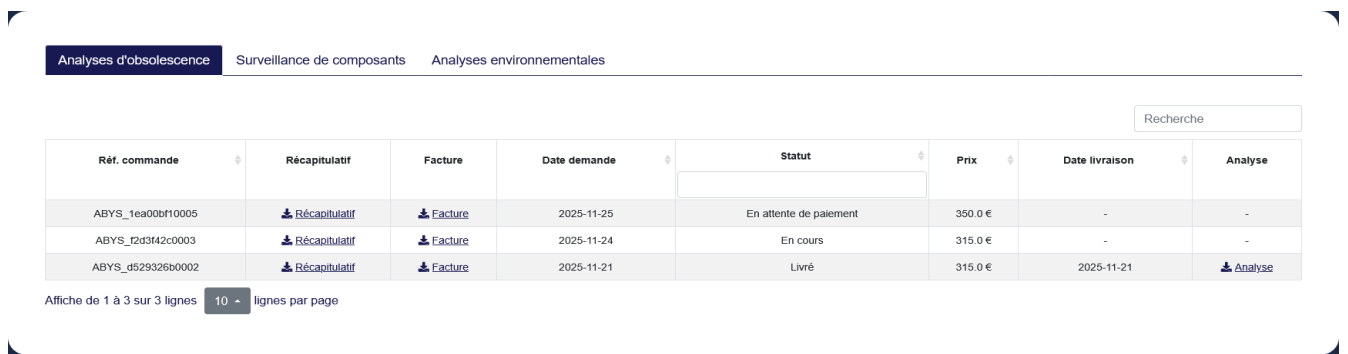 Analyses d'obsolescence Surveillance de composants Analyses environnementales
Recherche
Réf. commande Récapitulatif Facture Date demande Statut Prix Date livraison Analyse
ABYS_1ea00bf10005 Récapitulatif Facture 2025-11-25 En attente de paiement 350.0 € - -
ABYS_f2d3f42c0003 Récapitulatif Facture 2025-11-24 En cours 315.0 € - -
ABYS_d529326b0002 Récapitulatif Facture 2025-11-21 Livré 315.0 € 2025-11-21 Analyse
Affiche de 1 à 3 sur 3 lignes 10 lignes par page